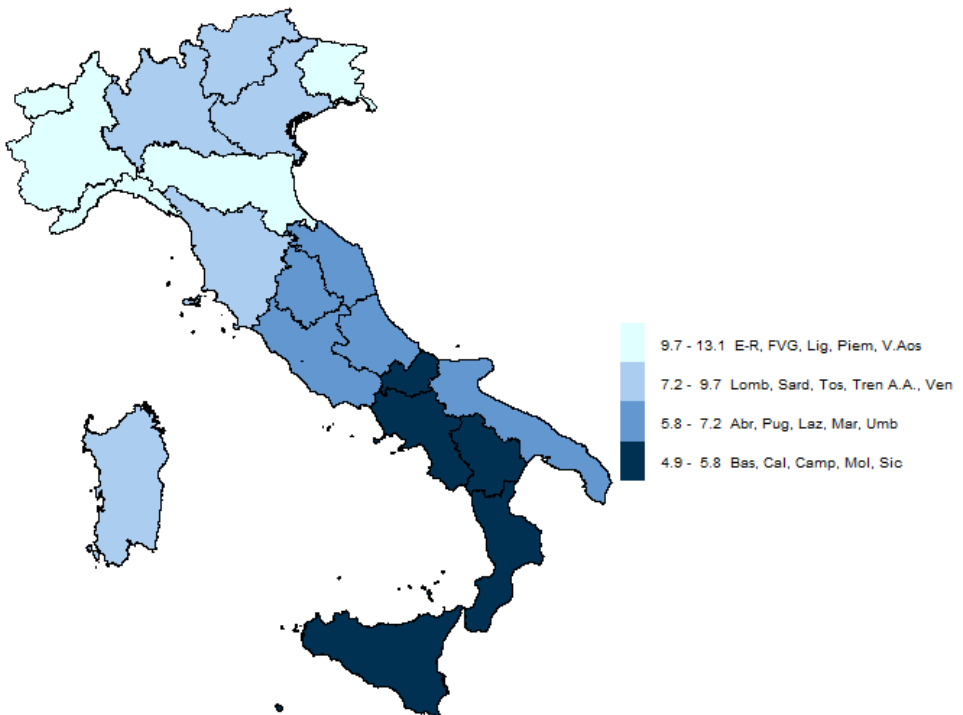 9.7 - 13.1 E-R, FVG, Lig, Piem, V.Aos
7.2 - 9.7 Lomb, Sard, Tos, Tren A.A., Ven
5.8 - 7.2 Abr, Pug, Laz, Mar, Umb
4.9 - 5.8 Bas, Cal, Camp, Mol, Sic